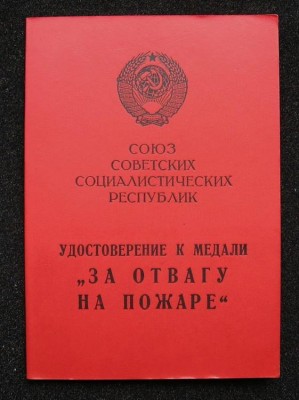 СОЮЗ
СОВЕТСКИХ
СОЦИАЛИСТИЧЕСКИХ
РЕСПУБЛИК
УДОСТОВЕРЕНИЕ К МЕДАЛИ
„ЗА ОТВАГУ
НА ПОЖАРЕ“